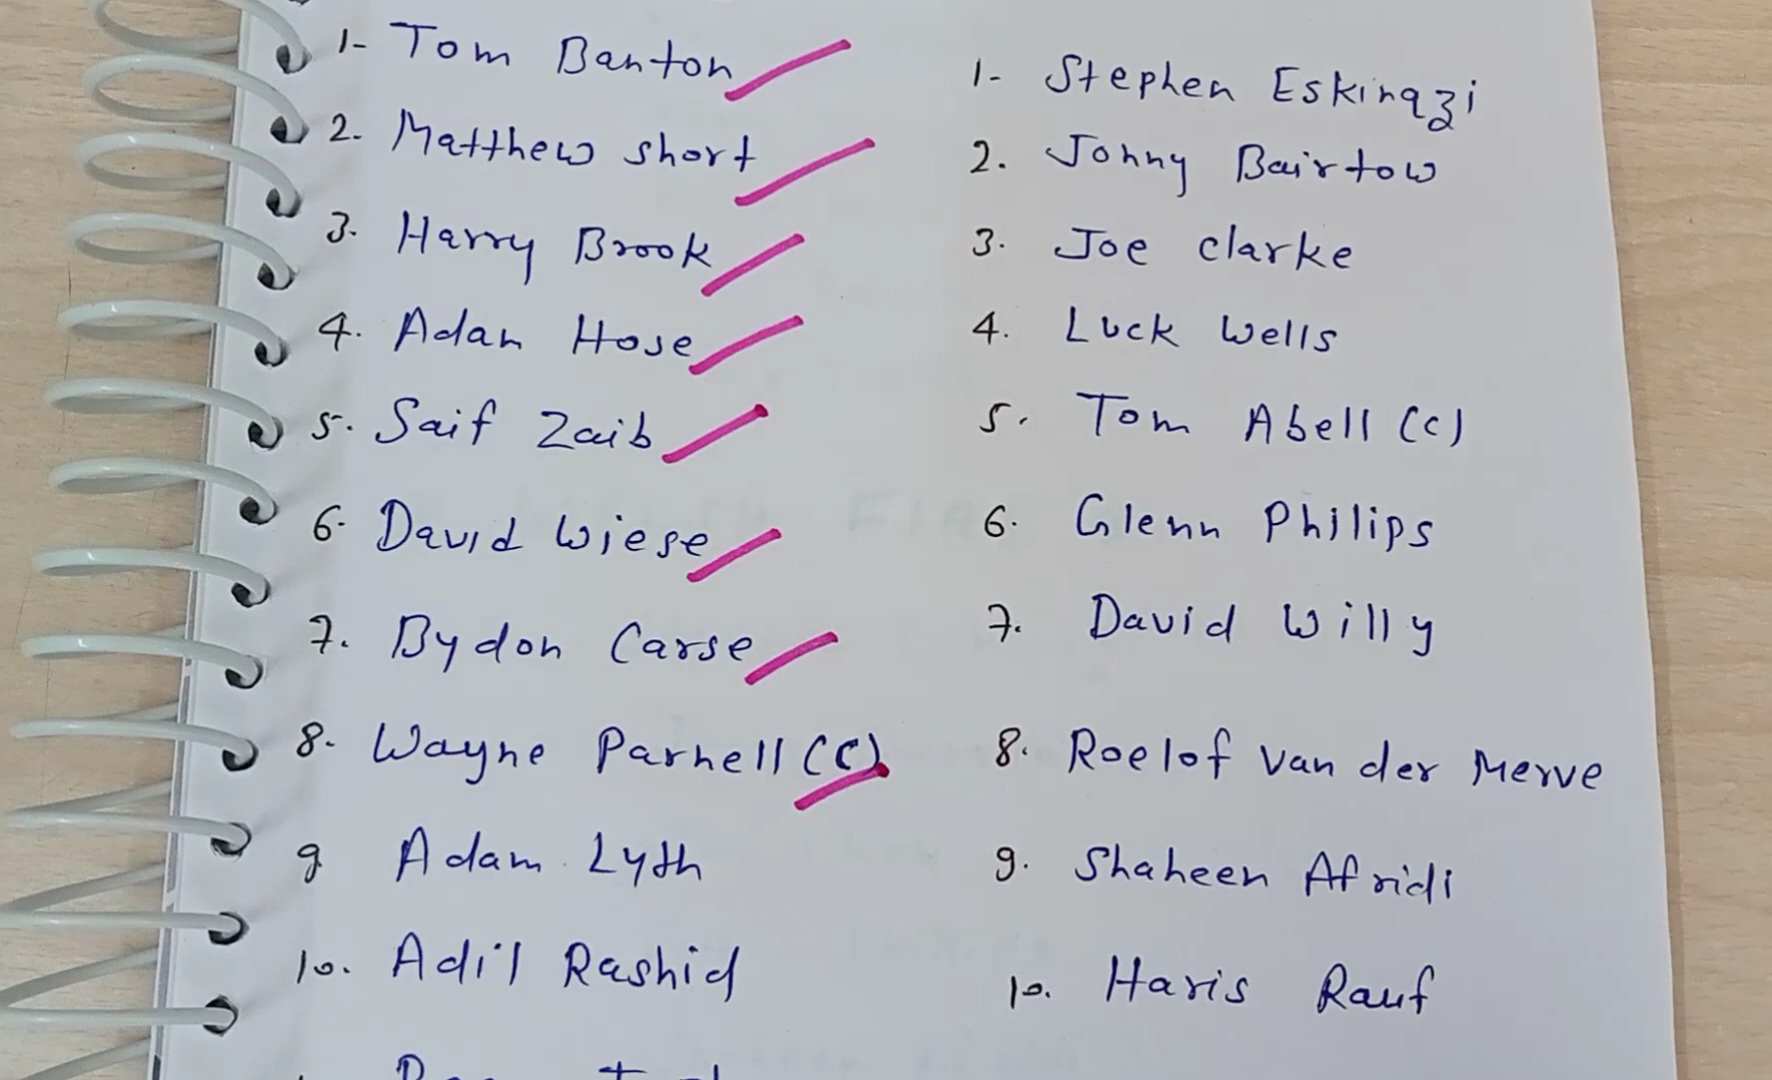 1- Tom Banton
2. Matthew short
3. Harry Brook
4. Adam Hose
5. Saif Zaib
6. David Wiese
7. Bydon Carse
8. Wayne Parnell (C)
9 Adam Lyth
10. Adil Rashid
1- Stephen Eskinazi
2. Johny Bairtow
3. Joe clarke
4. Luck Wells
5. Tom Abell (c)
6. Glenn Philips
7. David Willy
8. Roelof van der Merve
9. Shaheen Afridi
10. Haris Rauf